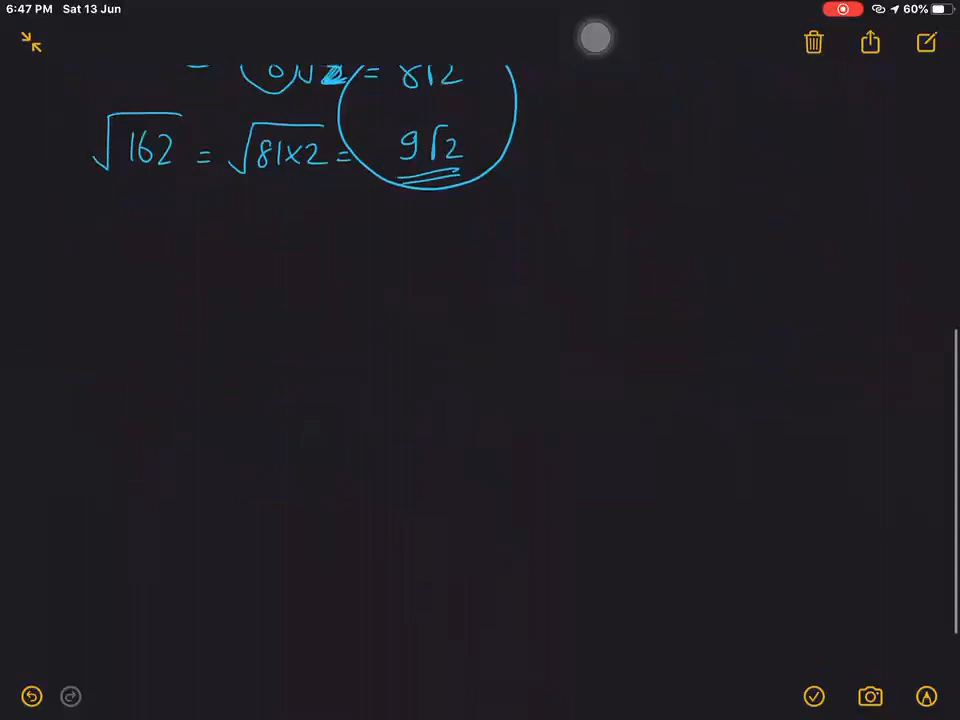 6:47 PM Sat 13 Jun 60%
= 8√2
√162 = √81×2 = 9√2